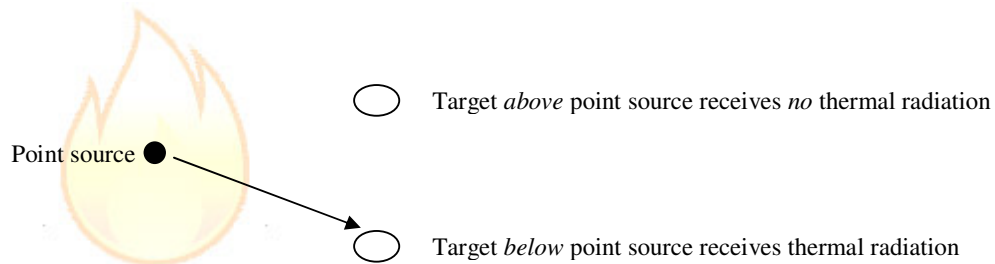 Target above point source receives no thermal radiation
Point source
Target below point source receives thermal radiation